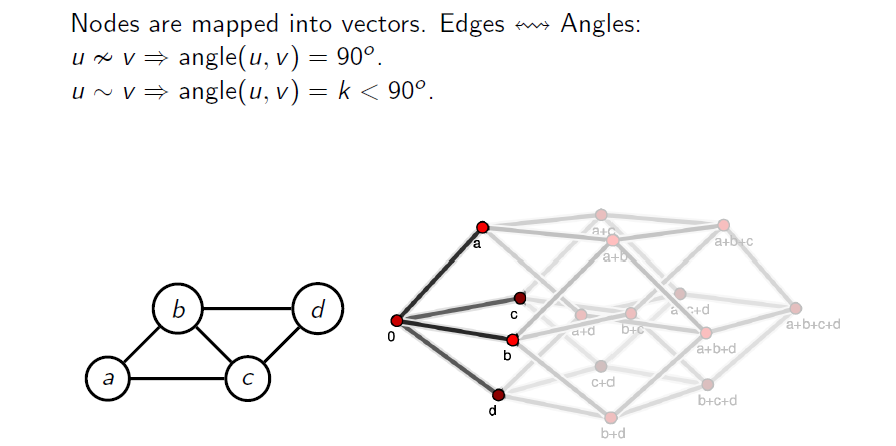 Nodes are mapped into vectors. Edges ↭ Angles:
u ≁ v ⇒ angle(u, v) = 90°.
u ∼ v ⇒ angle(u, v) = k < 90°.
a
b
c
d
0
a
c
b
d
a+c
a+b
a+b+c
a+d
b+c
a+c+d
a+b+c+d
a+b+d
c+d
b+c+d
b+d